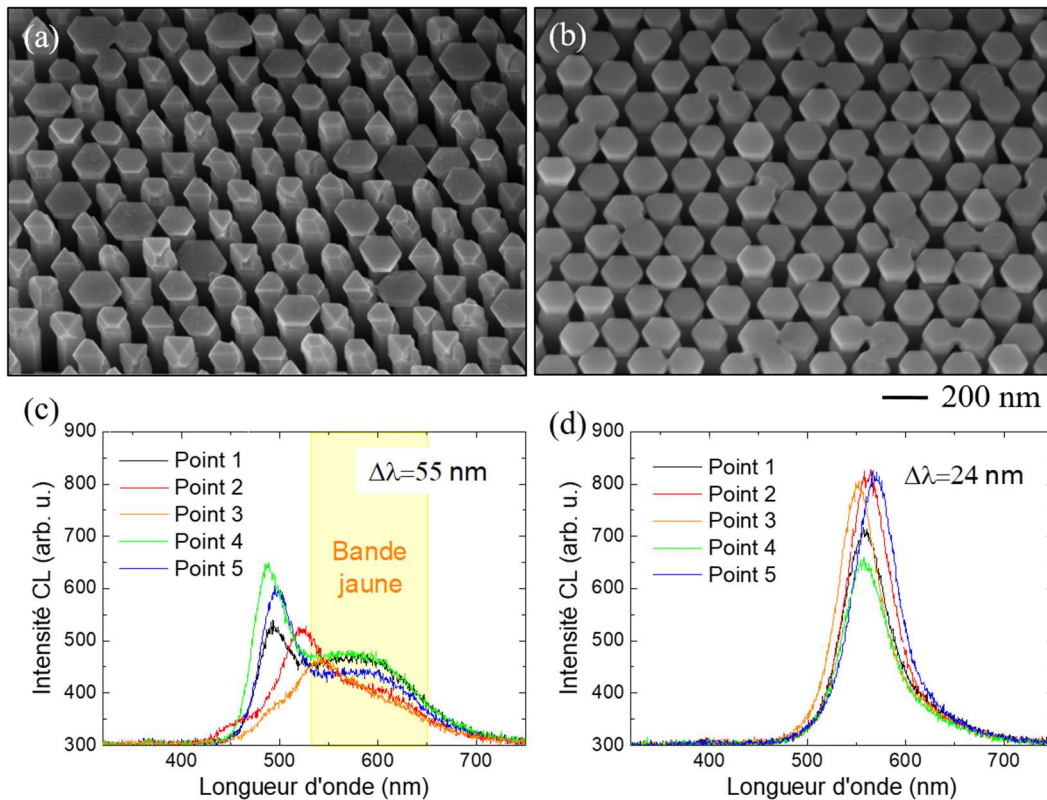 (a)
(b)
200 nm
(c)
(d)
900
800
700
600
500
400
300
Intensité CL (arb. u.)
Point 1
Point 2
Point 3
Point 4
Point 5
Δλ=55 nm
Bande
jaune
400
500
600
700
Longueur d'onde (nm)
900
800
700
600
500
400
300
Intensité CL (arb. u.)
Point 1
Point 2
Point 3
Point 4
Point 5
Δλ=24 nm
400
500
600
700
Longueur d'onde (nm)